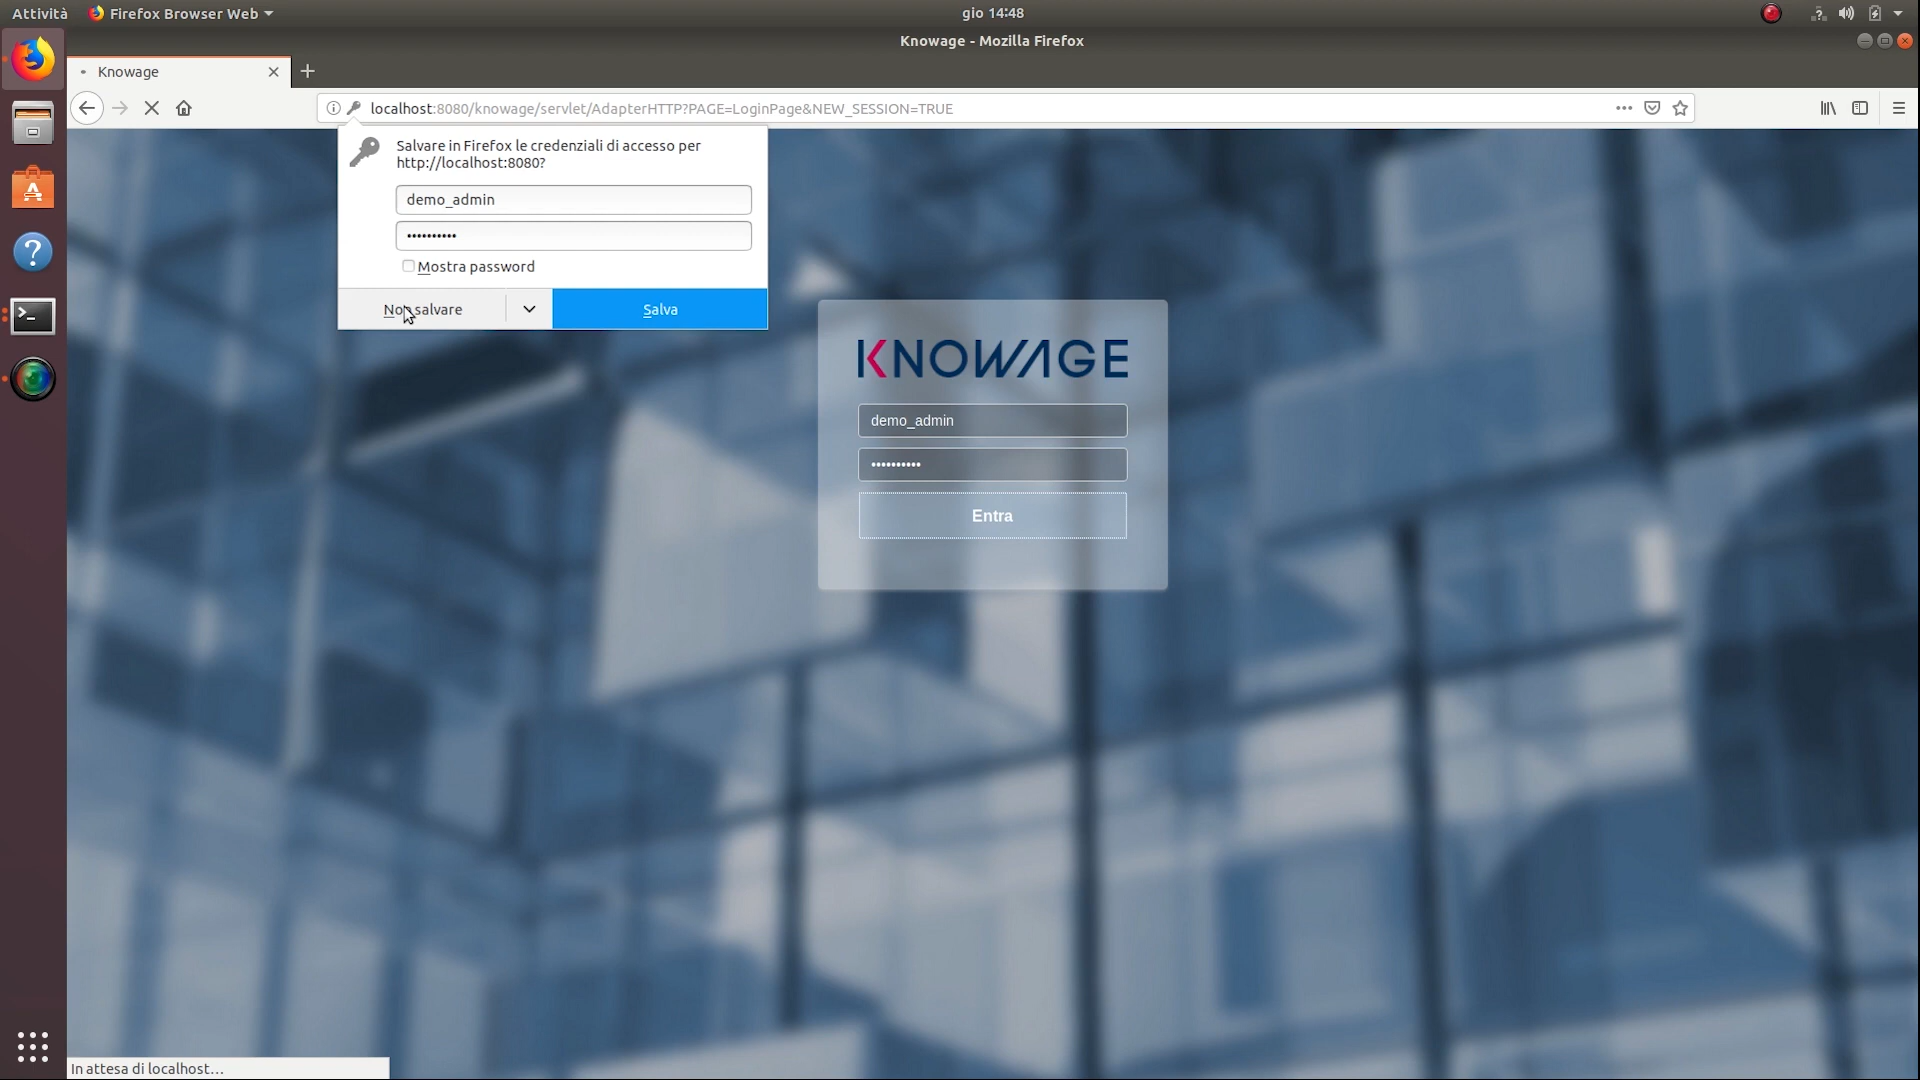 Attività
Firefox Browser Web
gio 14:48
Knowage - Mozilla Firefox
Knowage
localhost:8080/knowage/servlet/AdapterHTTP?PAGE=LoginPage&NEW_SESSION=TRUE
Salvare in Firefox le credenziali di accesso per
http://localhost:8080?
demo_admin
••••••••••
Mostra password
Non salvare
Salva
KNOWAGE
demo_admin
••••••••••
Entra
In attesa di localhost…